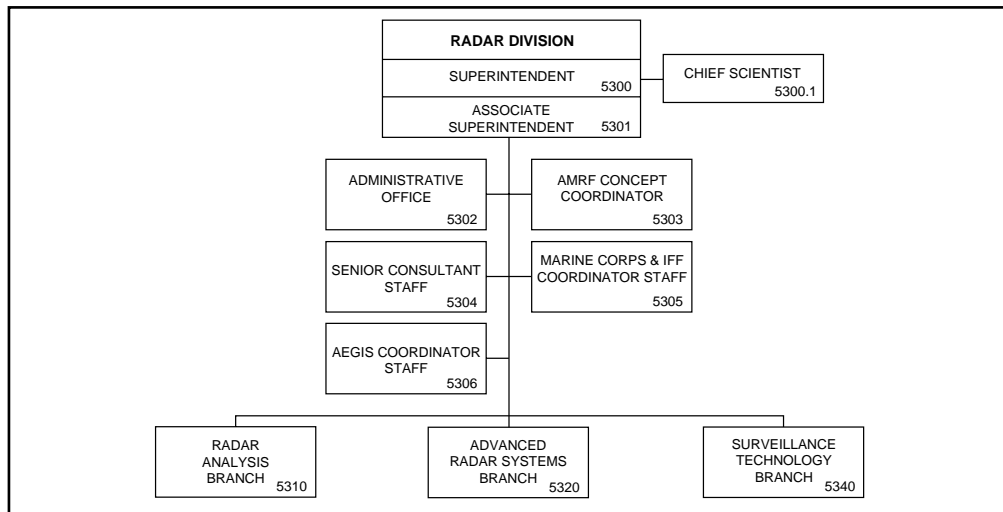 RADAR DIVISION
SUPERINTENDENT
5300
CHIEF SCIENTIST
5300.1
ASSOCIATE
SUPERINTENDENT
5301
ADMINISTRATIVE
OFFICE
5302
AMRF CONCEPT
COORDINATOR
5303
SENIOR CONSULTANT
STAFF
5304
MARINE CORPS & IFF
COORDINATOR STAFF
5305
AEGIS COORDINATOR
STAFF
5306
RADAR
ANALYSIS
BRANCH
5310
ADVANCED
RADAR SYSTEMS
BRANCH
5320
SURVEILLANCE
TECHNOLOGY
BRANCH
5340